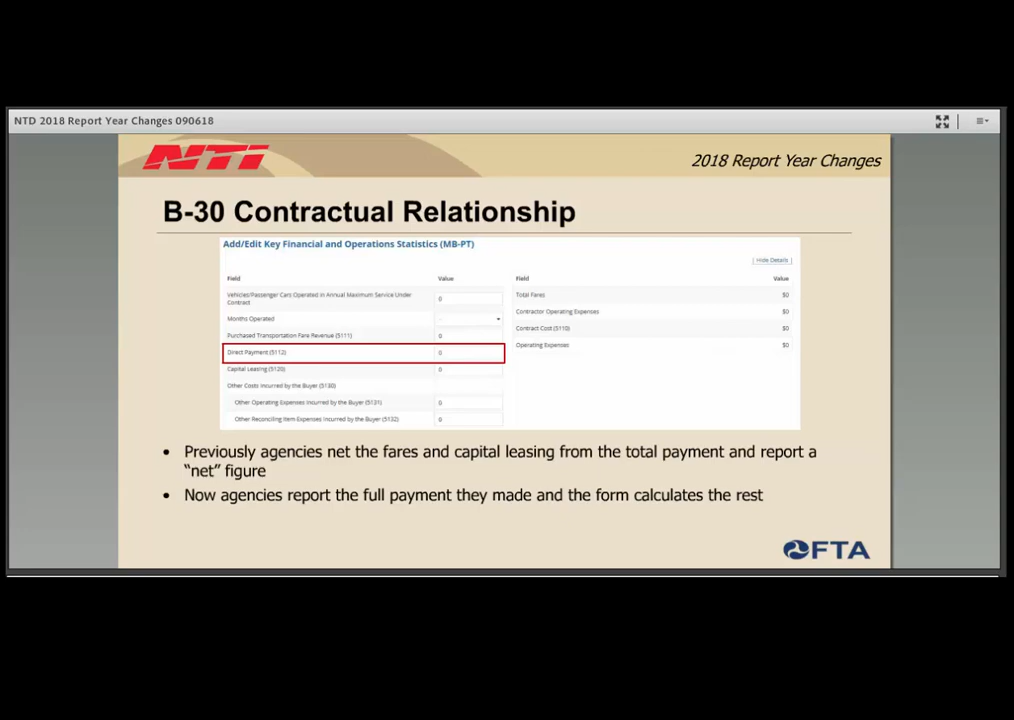 NTD 2018 Report Year Changes 090618
NTI
2018 Report Year Changes
B-30 Contractual Relationship
Add/Edit Key Financial and Operations Statistics (MB-PT)
[ Hide Details ]
Field Value Field Value
Vehicles/Passenger Cars Operated in Annual Maximum Service Under
Contract
0
Total Fares $0
Months Operated - Contractor Operating Expenses $0
Purchased Transportation Fare Revenue (5111) 0 Contract Cost (5110) $0
Direct Payment (5112) 0 Operating Expenses $0
Capital Leasing (5120) 0
Other Costs Incurred by the Buyer (5130)
Other Operating Expenses Incurred by the Buyer (5131) 0
Other Reconciling Item Expenses Incurred by the Buyer (5132) 0
• Previously agencies net the fares and capital leasing from the total payment and report a
“net” figure
• Now agencies report the full payment they made and the form calculates the rest
FTA